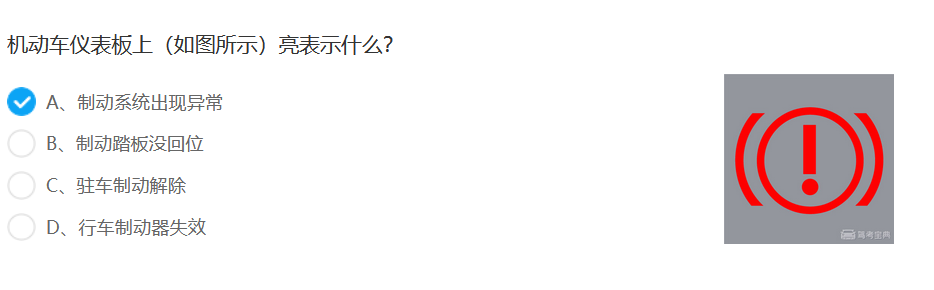 机动车仪表板上（如图所示）亮表示什么？
A、制动系统出现异常
B、制动踏板没回位
C、驻车制动解除
D、行车制动器失效
驾考宝典